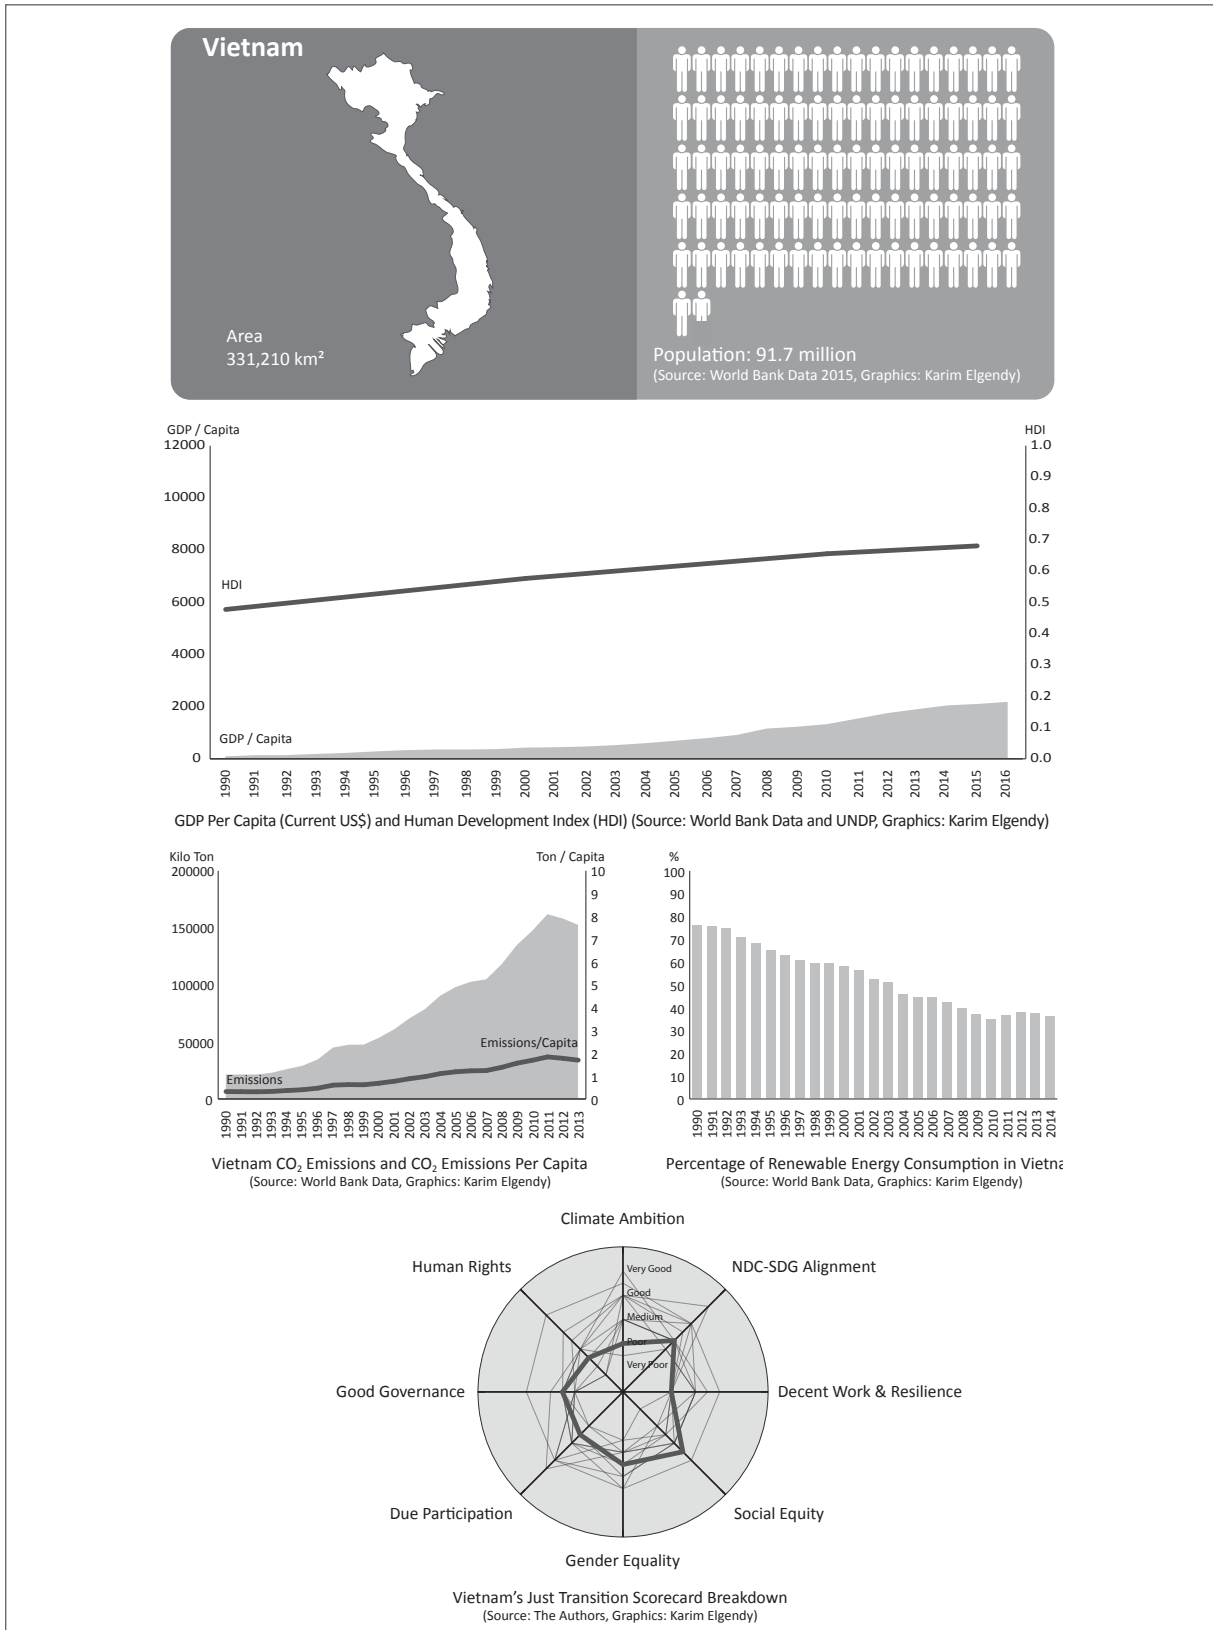 Vietnam
Area
331,210 km²
Population: 91.7 million
(Source: World Bank Data 2015, Graphics: Karim Elgendy)
GDP / Capita
HDI
12000
10000
8000
6000
4000
2000
0
1.0
0.9
0.8
0.7
0.6
0.5
0.4
0.3
0.2
0.1
0.0
HDI
GDP / Capita
1990 1991 1992 1993 1994 1995 1996 1997 1998 1999 2000 2001 2002 2003 2004 2005 2006 2007 2008 2009 2010 2011 2012 2013 2014 2015 2016
GDP Per Capita (Current US$) and Human Development Index (HDI) (Source: World Bank Data and UNDP, Graphics: Karim Elgendy)
Kilo Ton
Ton / Capita
200000
150000
100000
50000
0
10
9
8
7
6
5
4
3
2
1
0
Emissions/Capita
Emissions
1990 1991 1992 1993 1994 1995 1996 1997 1998 1999 2000 2001 2002 2003 2004 2005 2006 2007 2008 2009 2010 2011 2012 2013
Vietnam CO₂ Emissions and CO₂ Emissions Per Capita
(Source: World Bank Data, Graphics: Karim Elgendy)
%
100
90
80
70
60
50
40
30
20
10
0
1990 1991 1992 1993 1994 1995 1996 1997 1998 1999 2000 2001 2002 2003 2004 2005 2006 2007 2008 2009 2010 2011 2012 2013 2014
Percentage of Renewable Energy Consumption in Vietna
(Source: World Bank Data, Graphics: Karim Elgendy)
Climate Ambition
Human Rights
NDC-SDG Alignment
Very Good
Good
Medium
Poor
Very Poor
Good Governance
Decent Work & Resilience
Due Participation
Social Equity
Gender Equality
Vietnam's Just Transition Scorecard Breakdown
(Source: The Authors, Graphics: Karim Elgendy)